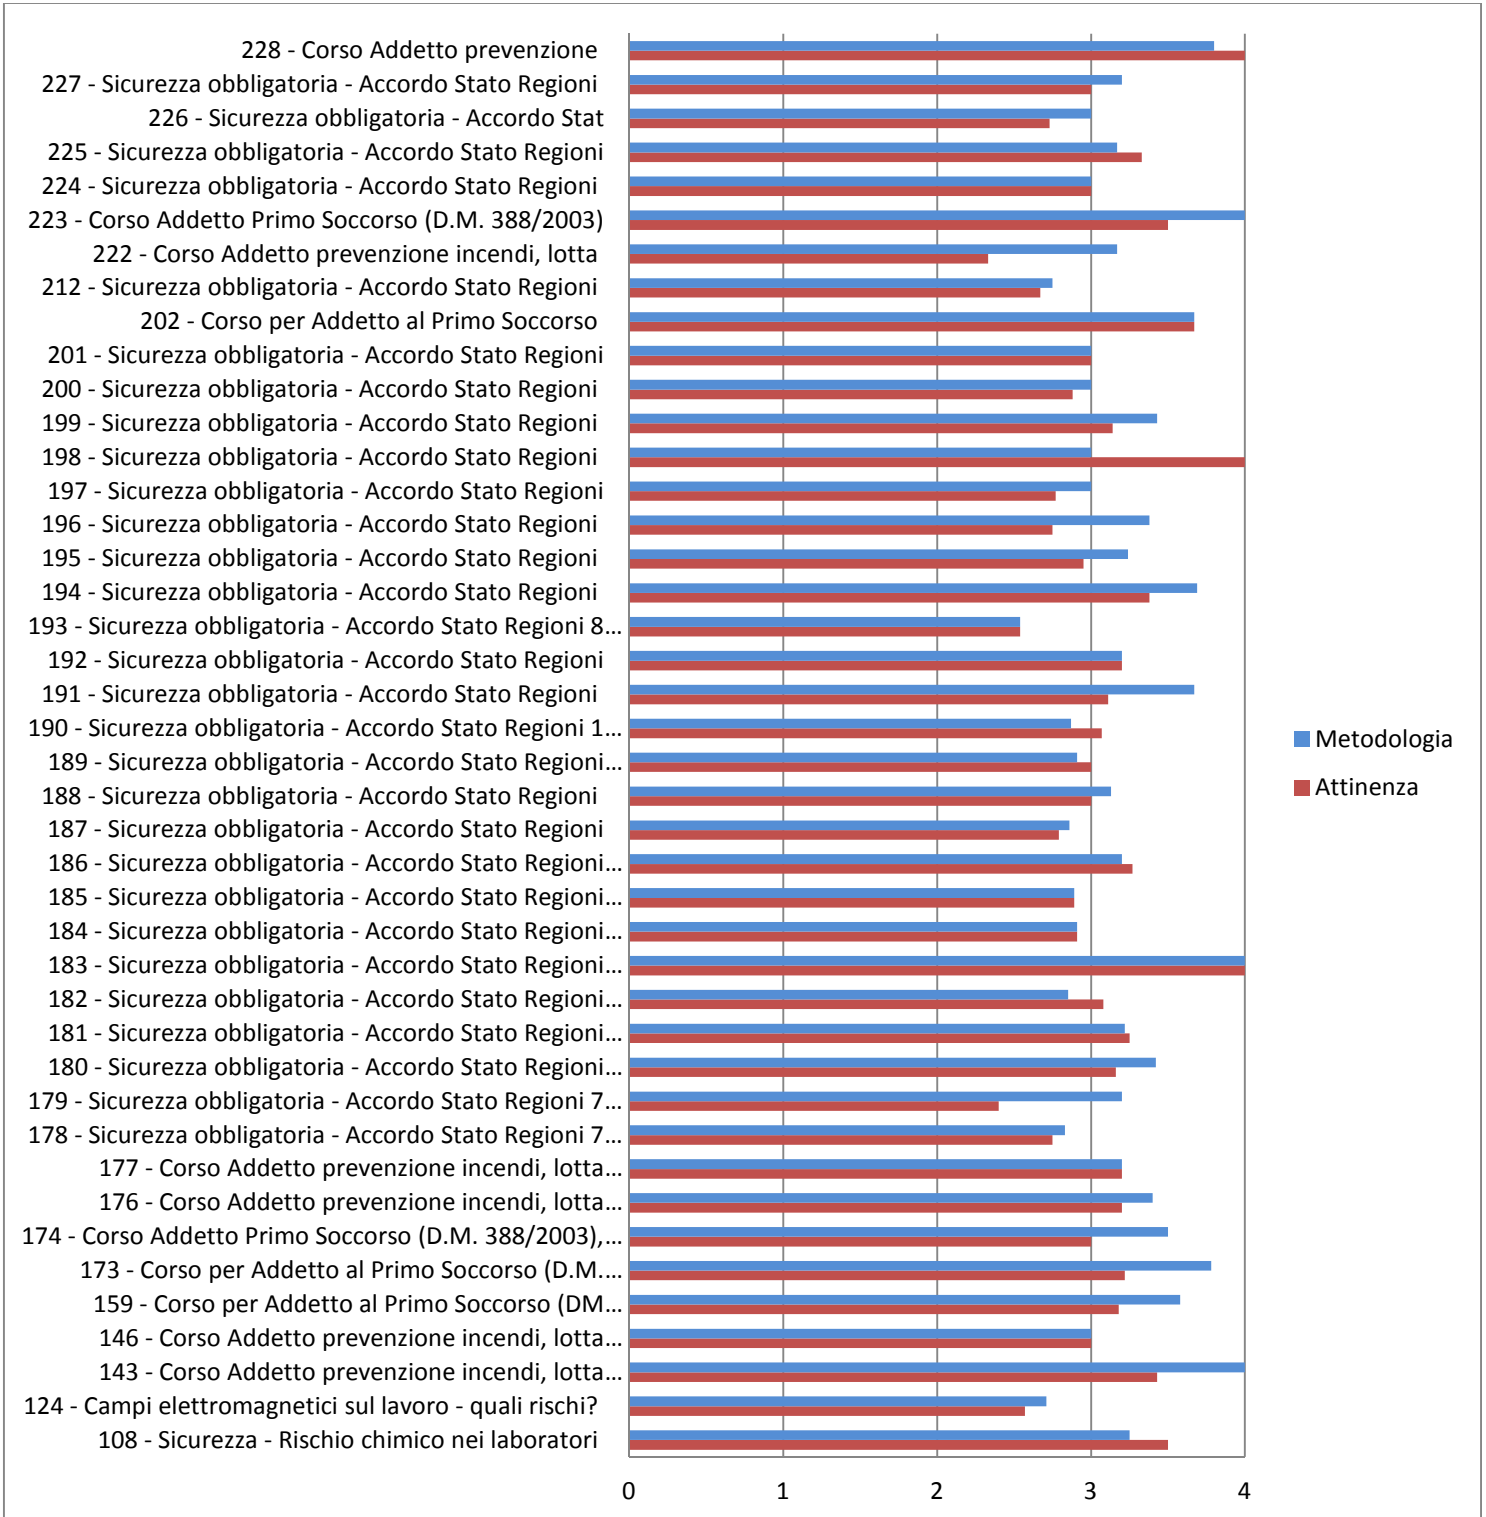 228 - Corso Addetto prevenzione
227 - Sicurezza obbligatoria - Accordo Stato Regioni
226 - Sicurezza obbligatoria - Accordo Stat
225 - Sicurezza obbligatoria - Accordo Stato Regioni
224 - Sicurezza obbligatoria - Accordo Stato Regioni
223 - Corso Addetto Primo Soccorso (D.M. 388/2003)
222 - Corso Addetto prevenzione incendi, lotta
212 - Sicurezza obbligatoria - Accordo Stato Regioni
202 - Corso per Addetto al Primo Soccorso
201 - Sicurezza obbligatoria - Accordo Stato Regioni
200 - Sicurezza obbligatoria - Accordo Stato Regioni
199 - Sicurezza obbligatoria - Accordo Stato Regioni
198 - Sicurezza obbligatoria - Accordo Stato Regioni
197 - Sicurezza obbligatoria - Accordo Stato Regioni
196 - Sicurezza obbligatoria - Accordo Stato Regioni
195 - Sicurezza obbligatoria - Accordo Stato Regioni
194 - Sicurezza obbligatoria - Accordo Stato Regioni
193 - Sicurezza obbligatoria - Accordo Stato Regioni 8...
192 - Sicurezza obbligatoria - Accordo Stato Regioni
191 - Sicurezza obbligatoria - Accordo Stato Regioni
190 - Sicurezza obbligatoria - Accordo Stato Regioni 1...
189 - Sicurezza obbligatoria - Accordo Stato Regioni...
188 - Sicurezza obbligatoria - Accordo Stato Regioni
187 - Sicurezza obbligatoria - Accordo Stato Regioni
186 - Sicurezza obbligatoria - Accordo Stato Regioni...
185 - Sicurezza obbligatoria - Accordo Stato Regioni...
184 - Sicurezza obbligatoria - Accordo Stato Regioni...
183 - Sicurezza obbligatoria - Accordo Stato Regioni...
182 - Sicurezza obbligatoria - Accordo Stato Regioni...
181 - Sicurezza obbligatoria - Accordo Stato Regioni...
180 - Sicurezza obbligatoria - Accordo Stato Regioni...
179 - Sicurezza obbligatoria - Accordo Stato Regioni 7...
178 - Sicurezza obbligatoria - Accordo Stato Regioni 7...
177 - Corso Addetto prevenzione incendi, lotta...
176 - Corso Addetto prevenzione incendi, lotta...
174 - Corso Addetto Primo Soccorso (D.M. 388/2003),...
173 - Corso per Addetto al Primo Soccorso (D.M....
159 - Corso per Addetto al Primo Soccorso (DM...
146 - Corso Addetto prevenzione incendi, lotta...
143 - Corso Addetto prevenzione incendi, lotta...
124 - Campi elettromagnetici sul lavoro - quali rischi?
108 - Sicurezza - Rischio chimico nei laboratori
0 1 2 3 4
Metodologia
Attinenza